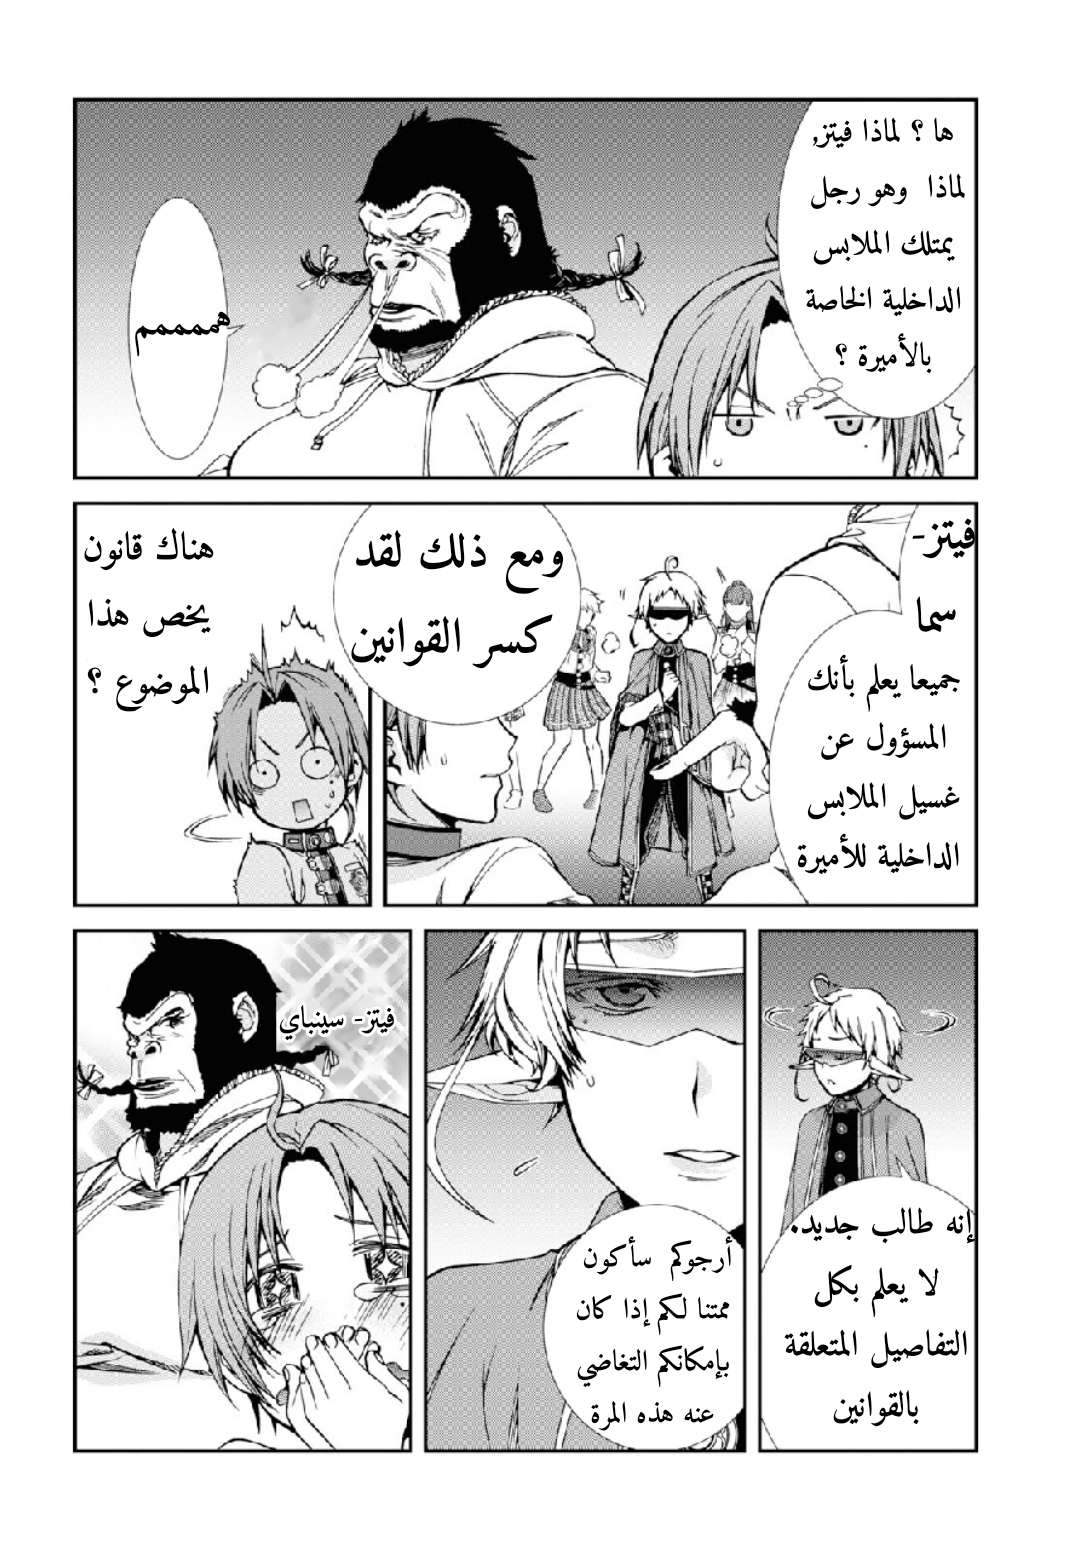 ها ؟ لماذا فيتز,
لماذا وهو رجل
يمتلك الملابس
الداخلية الخاصة
بالأميرة ؟
هممممم
فيتز-
سما
جميعا يعلم بأنك
المسؤول عن
غسيل الملابس
الداخلية للأميرة
ومع ذلك لقد
كسر القوانين
هناك قانون
يخص هذا
الموضوع ؟
إنه طالب جديد.
لا يعلم بكل
التفاصيل المتعلقة
بالقوانين
أرجوكم سأكون
ممتنا لكم إذا كان
بإمكانكم التغاضي
عنه هذه المرة
فيتز- سينباي